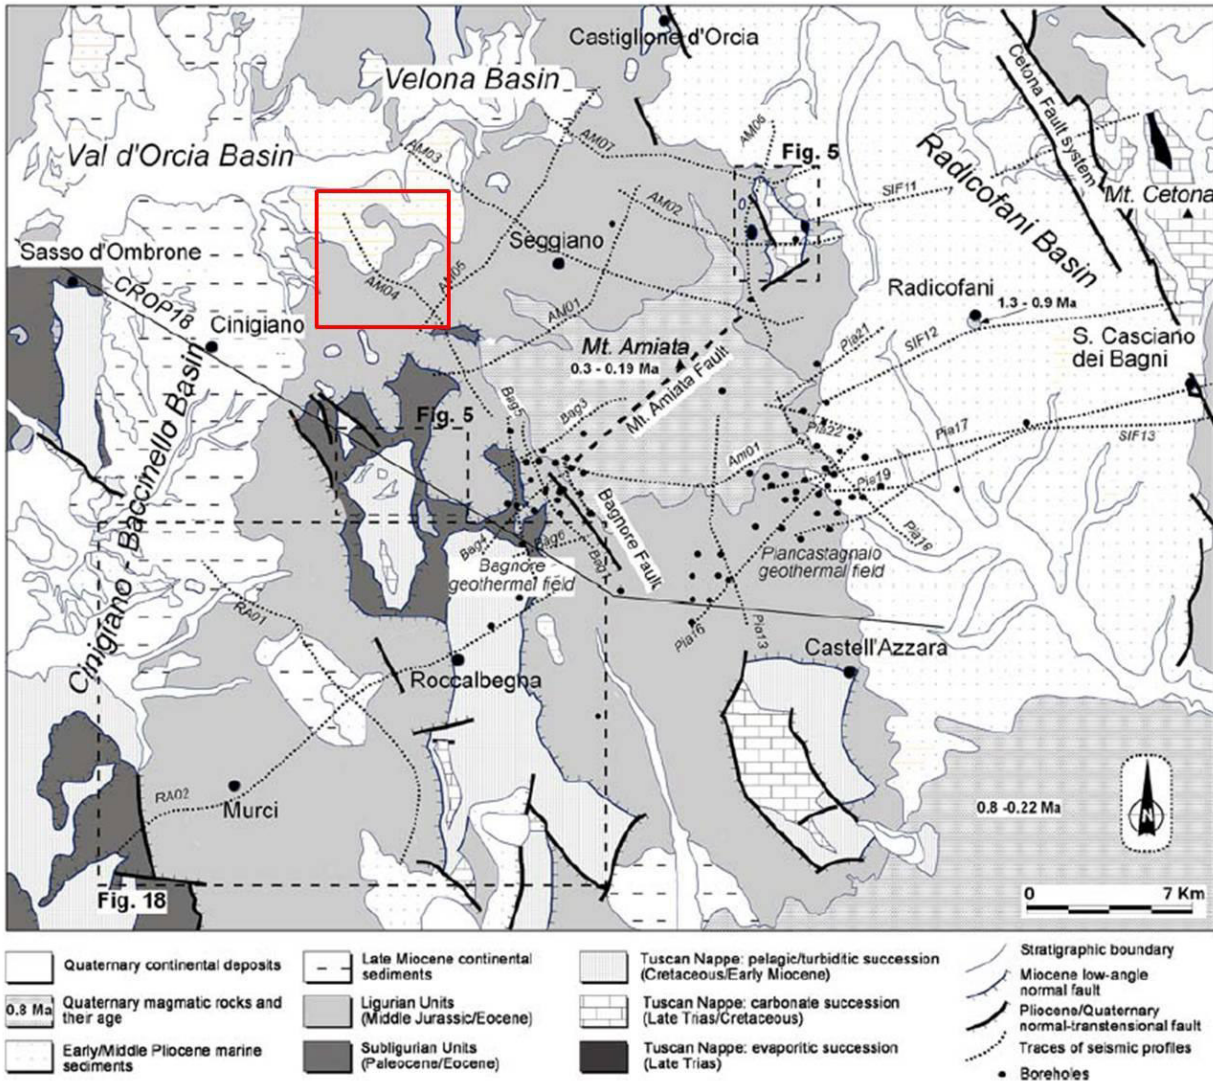 Castiglione d'Orcia
Velona Basin
Val d'Orcia Basin
AM03
AM07
AM06
Fig. 5
Cetona Fault system
Radicofani Basin
SIF11
Mt. Cetona
AM02
Sasso d'Ombrone
Seggiano
AM05
AM04
CROP18
Cinigiano
AM01
Radicofani
1.3 - 0.9 Ma
Mt. Amiata
0.3 - 0.19 Ma
Pia21
SIF12
S. Casciano
dei Bagni
Mt. Amiata Fault
Fig. 5
Bag5
Bag3
Pia22
Pia17
SIF13
Am01
Pia19
Cinigiano - Baccinello Basin
Bagnore Fault
Bag4
Bag6
Bagnore
geothermal field
Piancastagnaio
geothermal field
Pia18
RA01
Pia16
Pia13
Castell'Azzara
Roccalbegna
RA02
Murci
0.8 -0.22 Ma
N
Fig. 18
0 7 Km
Quaternary continental deposits
0.8 Ma
Quaternary magmatic rocks and
their age
Early/Middle Pliocene marine
sediments
Late Miocene continental
sediments
Ligurian Units
(Middle Jurassic/Eocene)
Subligurian Units
(Paleocene/Eocene)
Tuscan Nappe: pelagic/turbiditic succession
(Cretaceous/Early Miocene)
Tuscan Nappe: carbonate succession
(Late Trias/Cretaceous)
Tuscan Nappe: evaporitic succession
(Late Trias)
Stratigraphic boundary
Miocene low-angle
normal fault
Pliocene/Quaternary
normal-transtensional fault
Traces of seismic profiles
Boreholes